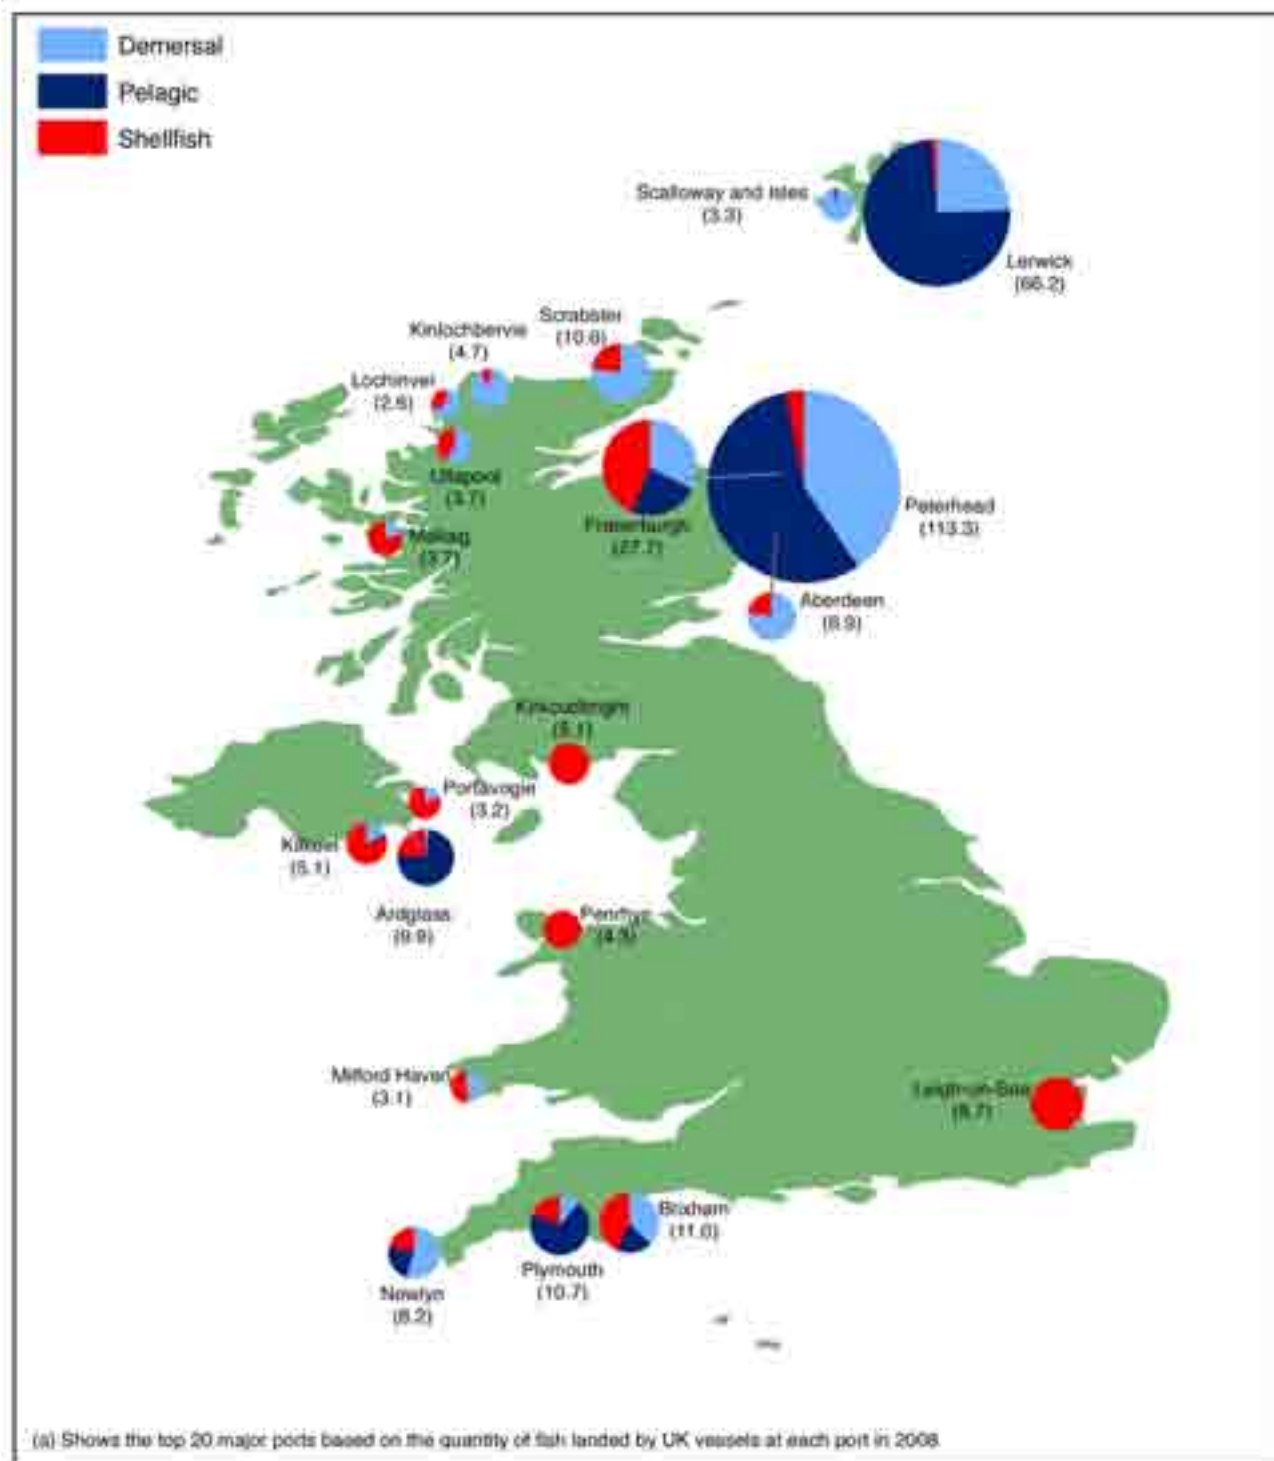 Demersal
Pelagic
Shellfish
Scalloway and Isles
(3.3)
Lerwick
(66.2)
Scrabster
(10.6)
Kinlochbervie
(4.7)
Lochinver
(2.6)
Ullapool
(3.7)
Mallaig
(3.7)
Fraserburgh
(27.7)
Peterhead
(113.3)
Aberdeen
(8.9)
Kirkcudbright
(5.1)
Portavogie
(3.2)
Kilkeel
(5.1)
Ardglass
(9.9)
Penrhyn
Milford Haven
(3.1)
Leigh-on-Sea
Brixham
(11.0)
Plymouth
(10.7)
Newlyn
(8.2)
(a) Shows the top 20 major ports based on the quantity of fish landed by UK vessels at each port in 2008